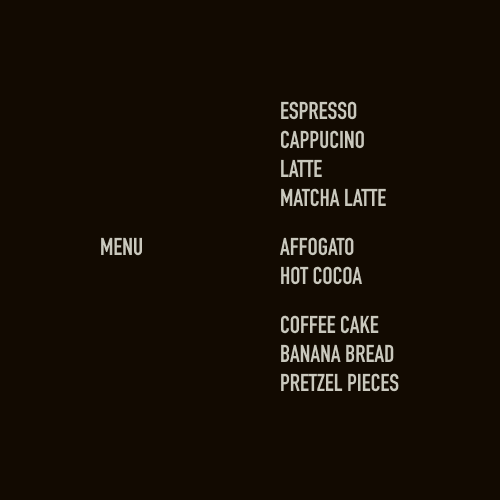 MENU
ESPRESSO
CAPPUCINO
LATTE
MATCHA LATTE
AFFOGATO
HOT COCOA
COFFEE CAKE
BANANA BREAD
PRETZEL PIECES